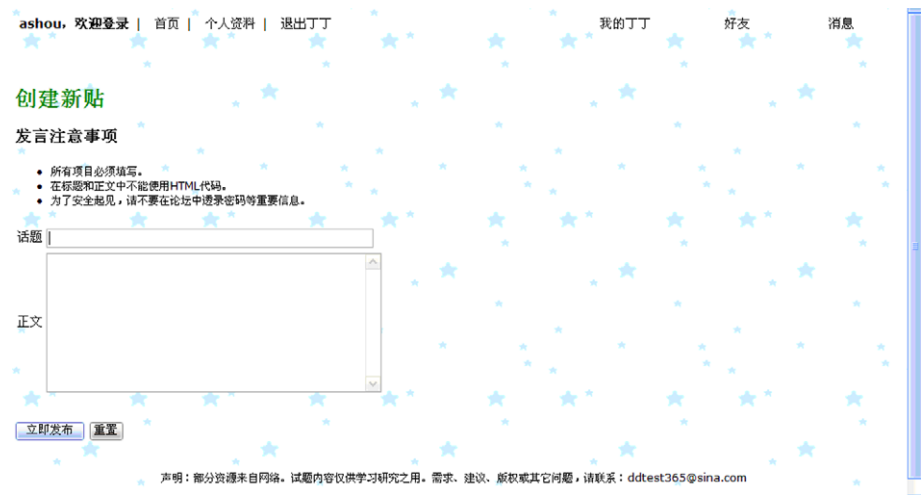 ashou，欢迎登录 | 首页 | 个人资料 | 退出丁丁 我的丁丁 好友 消息
创建新贴
发言注意事项
• 所有项目必须填写。
• 在标题和正文中不能使用HTML代码。
• 为了安全起见，请不要在论坛中透录密码等重要信息。
话题
正文
立即发布 重置
声明：部分资源来自网络。试题内容仅供学习研究之用。需求、建议、版权或其它问题，请联系：ddtest365@sina.com